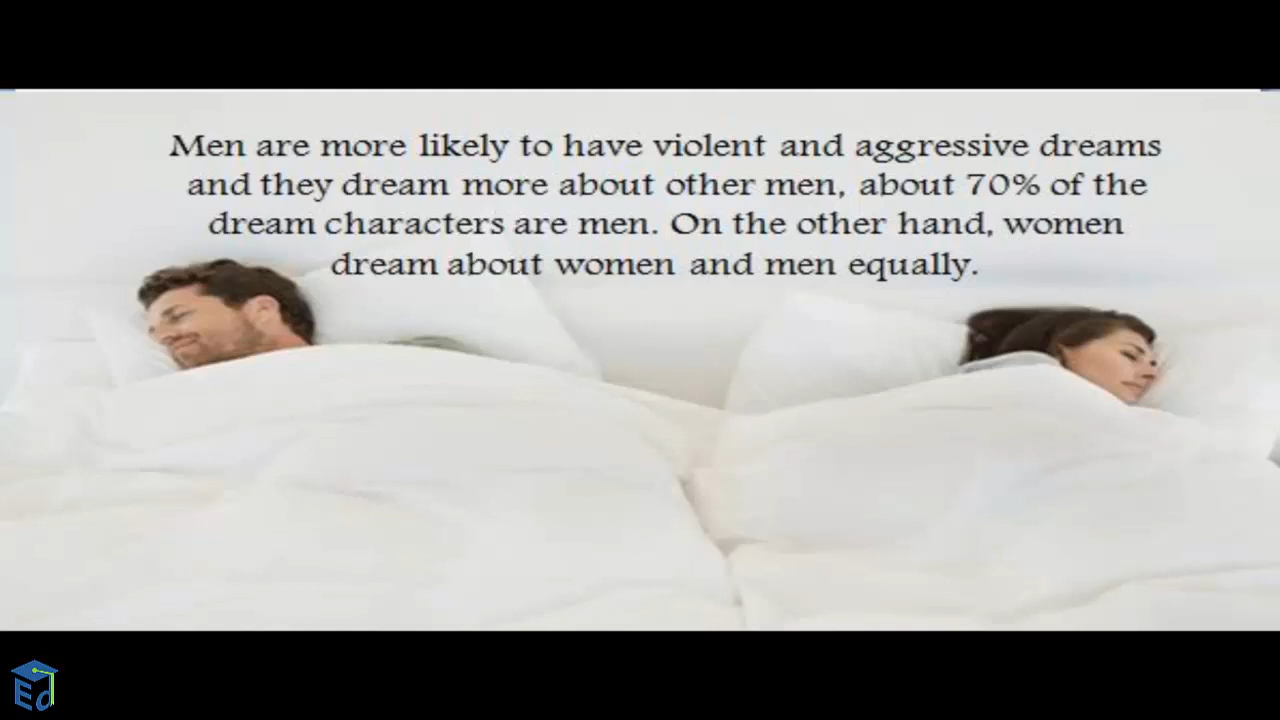 Men are more likely to have violent and aggressive dreams
and they dream more about other men, about 70% of the
dream characters are men. On the other hand, women
dream about women and men equally.
Ed